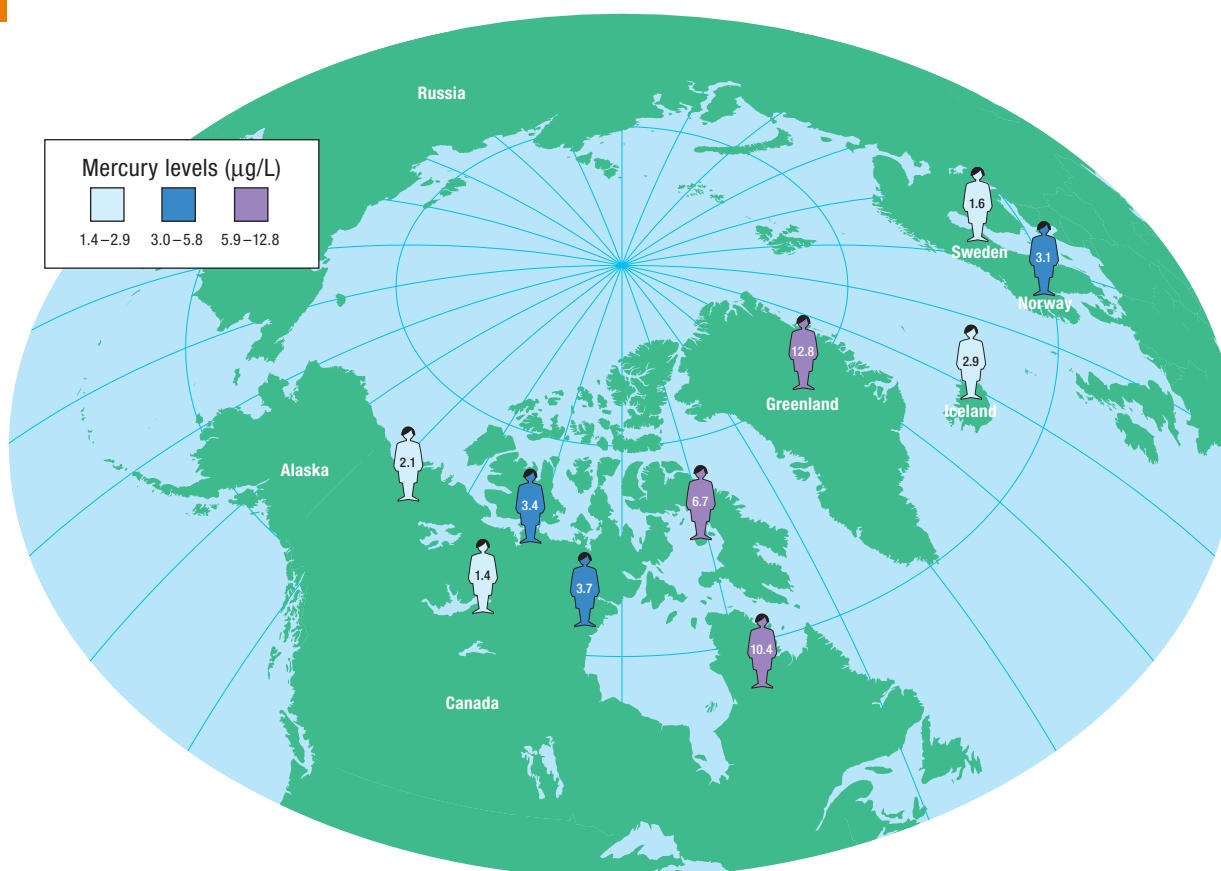 Russia
Mercury levels (µg/L)
1.4–2.9 3.0–5.8 5.9–12.8
1.6
Sweden
3.1
Norway
12.8
Greenland
2.9
Iceland
Alaska
2.1
3.4
6.7
1.4
3.7
10.4
Canada